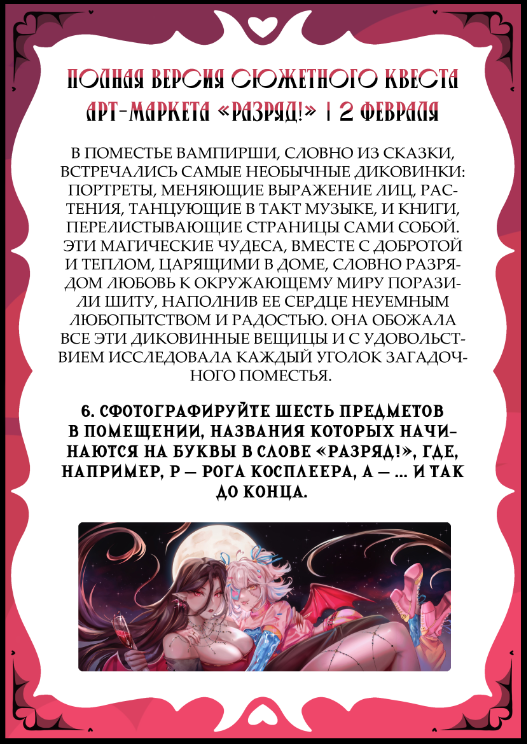 ПОЛНАЯ ВЕРСИЯ СЮЖЕТНОГО КВЕСТА
АРТ-МАРКЕТА «РАЗРЯД!» | 2 ФЕВРАЛЯ
В ПОМЕСТЬЕ ВАМПИРШИ, СЛОВНО ИЗ СКАЗКИ,
ВСТРЕЧАЛИСЬ САМЫЕ НЕОБЫЧНЫЕ ДИКОВИНКИ:
ПОРТРЕТЫ, МЕНЯЮЩИЕ ВЫРАЖЕНИЕ ЛИЦ, РАС-
ТЕНИЯ, ТАНЦУЮЩИЕ В ТАКТ МУЗЫКЕ, И КНИГИ,
ПЕРЕЛИСТЫВАЮЩИЕ СТРАНИЦЫ САМИ СОБОЙ.
ЭТИ МАГИЧЕСКИЕ ЧУДЕСА, ВМЕСТЕ С ДОБРОТОЙ
И ТЕПЛОМ, ЦАРЯЩИМИ В ДОМЕ, СЛОВНО РАЗРЯ-
ДОМ ЛЮБОВЬ К ОКРУЖАЮЩЕМУ МИРУ ПОРАЗИ-
ЛИ ШИТУ, НАПОЛНИВ ЕЕ СЕРДЦЕ НЕУЕМНЫМ
ЛЮБОПЫТСТВОМ И РАДОСТЬЮ. ОНА ОБОЖАЛА
ВСЕ ЭТИ ДИКОВИННЫЕ ВЕЩИЦЫ И С УДОВОЛЬСТ-
ВИЕМ ИССЛЕДОВАЛА КАЖДЫЙ УГОЛОК ЗАГАДОЧ-
НОГО ПОМЕСТЬЯ.
6. СФОТОГРАФИРУЙТЕ ШЕСТЬ ПРЕДМЕТОВ
В ПОМЕЩЕНИИ, НАЗВАНИЯ КОТОРЫХ НАЧИ-
НАЮТСЯ НА БУКВЫ В СЛОВЕ «РАЗРЯД!», ГДЕ,
НАПРИМЕР, Р — РОГА КОСПЛЕЕРА, А — ... И ТАК
ДО КОНЦА.